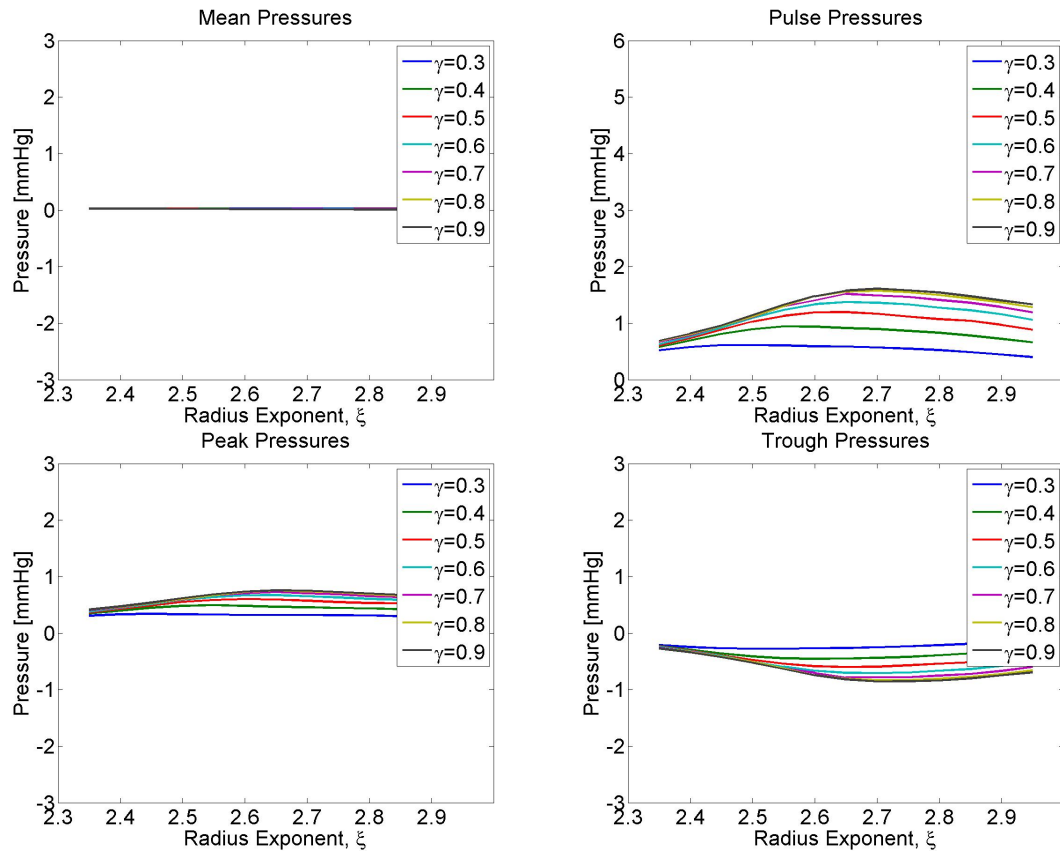 Mean Pressures
Pressure [mmHg]
3
2
1
0
-1
-2
-3
2.3 2.4 2.5 2.6 2.7 2.8 2.9
Radius Exponent, ξ
γ=0.3
γ=0.4
γ=0.5
γ=0.6
γ=0.7
γ=0.8
γ=0.9
Pulse Pressures
Pressure [mmHg]
6
5
4
3
2
1
0
2.3 2.4 2.5 2.6 2.7 2.8 2.9
Radius Exponent, ξ
γ=0.3
γ=0.4
γ=0.5
γ=0.6
γ=0.7
γ=0.8
γ=0.9
Peak Pressures
Pressure [mmHg]
3
2
1
0
-1
-2
-3
2.3 2.4 2.5 2.6 2.7 2.8 2.9
Radius Exponent, ξ
γ=0.3
γ=0.4
γ=0.5
γ=0.6
γ=0.7
γ=0.8
γ=0.9
Trough Pressures
Pressure [mmHg]
3
2
1
0
-1
-2
-3
2.3 2.4 2.5 2.6 2.7 2.8 2.9
Radius Exponent, ξ
γ=0.3
γ=0.4
γ=0.5
γ=0.6
γ=0.7
γ=0.8
γ=0.9